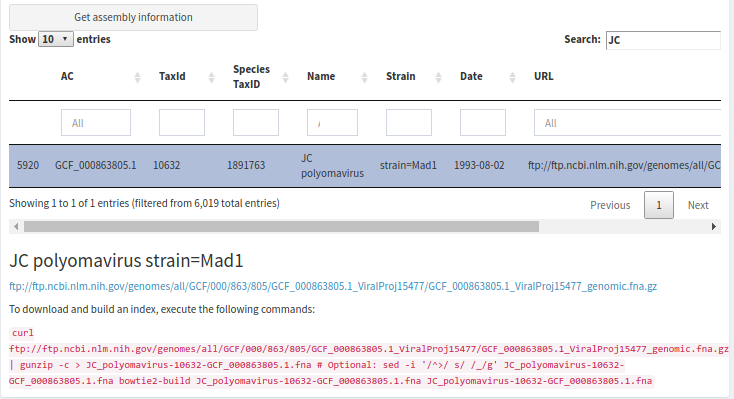 Get assembly information
Show 10 entries
Search: JC
AC TaxId Species TaxID Name Strain Date URL
All / All
5920 GCF_000863805.1 10632 1891763 JC polyomavirus strain=Mad1 1993-08-02 ftp://ftp.ncbi.nlm.nih.gov/genomes/all/GC
Showing 1 to 1 of 1 entries (filtered from 6,019 total entries)
Previous 1 Next
JC polyomavirus strain=Mad1
ftp://ftp.ncbi.nlm.nih.gov/genomes/all/GCF/000/863/805/GCF_000863805.1_ViralProj15477/GCF_000863805.1_ViralProj15477_genomic.fna.gz
To download and build an index, execute the following commands:
curl
ftp://ftp.ncbi.nlm.nih.gov/genomes/all/GCF/000/863/805/GCF_000863805.1_ViralProj15477/GCF_000863805.1_ViralProj15477_genomic.fna.gz
| gunzip -c > JC_polyomavirus-10632-GCF_000863805.1.fna # Optional: sed -i '/^>/ s/ /_/g' JC_polyomavirus-10632-
GCF_000863805.1.fna bowtie2-build JC_polyomavirus-10632-GCF_000863805.1.fna JC_polyomavirus-10632-GCF_000863805.1.fna